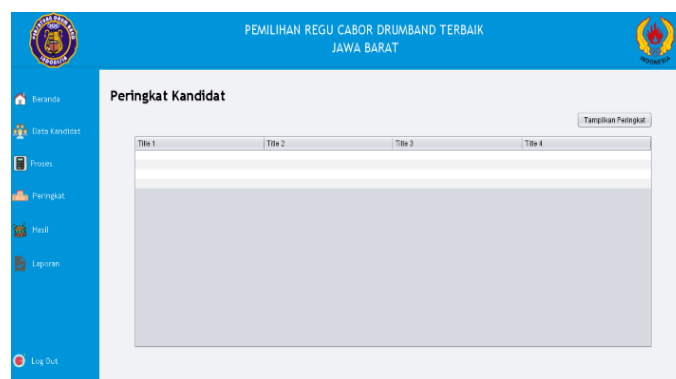 PEMILIHAN REGU CABOR DRUMBAND TERBAIK
JAWA BARAT
INDONESIA
INDONESIA
Beranda
Data Kandidat
Proses
Peringkat
Hasil
Laporan
Log Out
Peringkat Kandidat
Tampilkan Peringkat
Title 1 Title 2 Title 3 Title 4